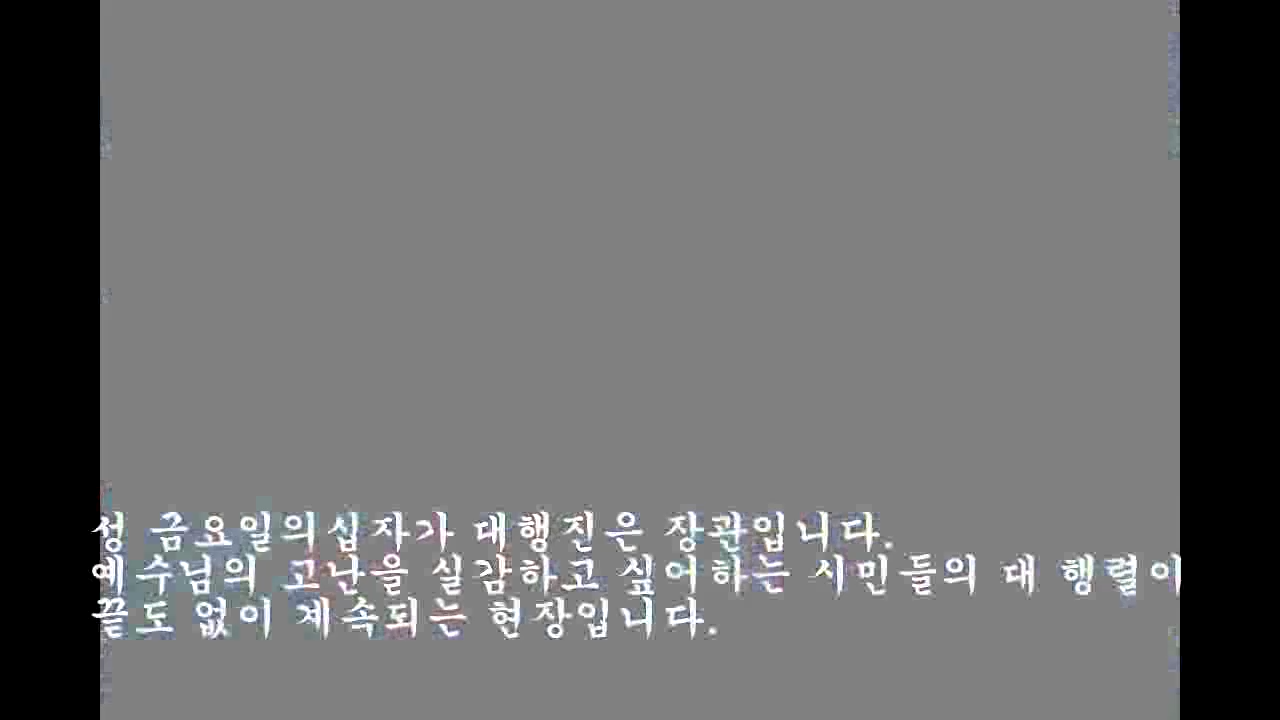 성 금요일의십자가 대행진은 장관입니다.
예수님의 고난을 실감하고 싶어하는 시민들의 대 행렬이
끝도 없이 계속되는 현장입니다.